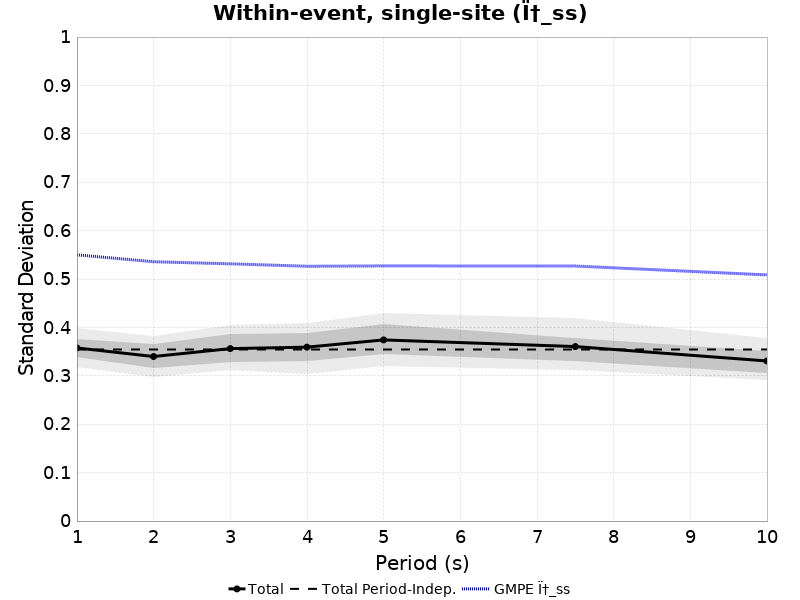 Within-event, single-site (Ï†_ss)
1
0.9
0.8
0.7
0.6
0.5
0.4
0.3
0.2
0.1
0
Standard Deviation
1 2 3 4 5 6 7 8 9 10
Period (s)
Total Total Period-Indep. GMPE Ï†_ss